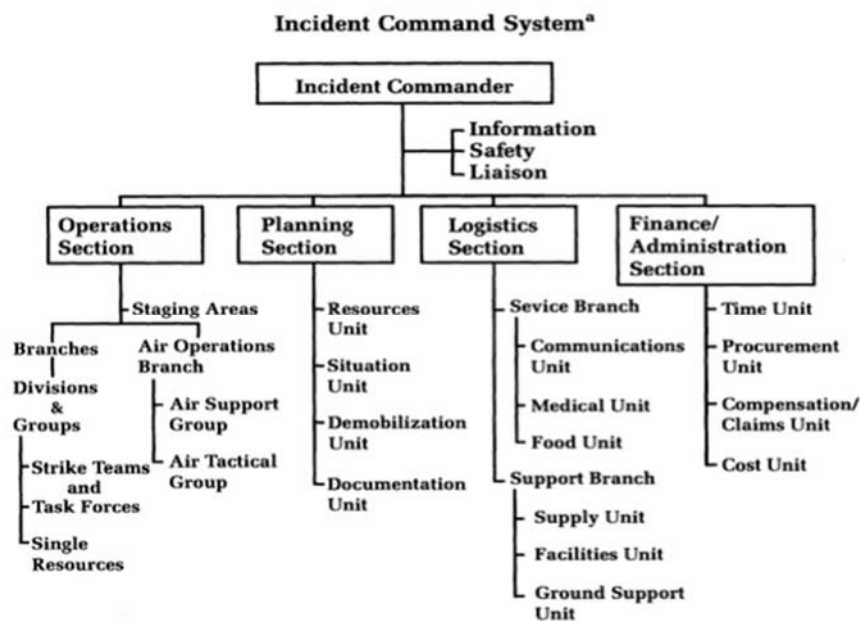 Incident Command Systemᵃ
Incident Commander
Information
Safety
Liaison
Operations
Section
Planning
Section
Logistics
Section
Finance/
Administration
Section
Staging Areas
Branches
Divisions
&
Groups
Strike Teams
and
Task Forces
Single
Resources
Air Operations
Branch
Air Support
Group
Air Tactical
Group
Resources
Unit
Situation
Unit
Demobilization
Unit
Documentation
Unit
Sevice Branch
Communications
Unit
Medical Unit
Food Unit
Support Branch
Supply Unit
Facilities Unit
Ground Support
Unit
Time Unit
Procurement
Unit
Compensation/
Claims Unit
Cost Unit